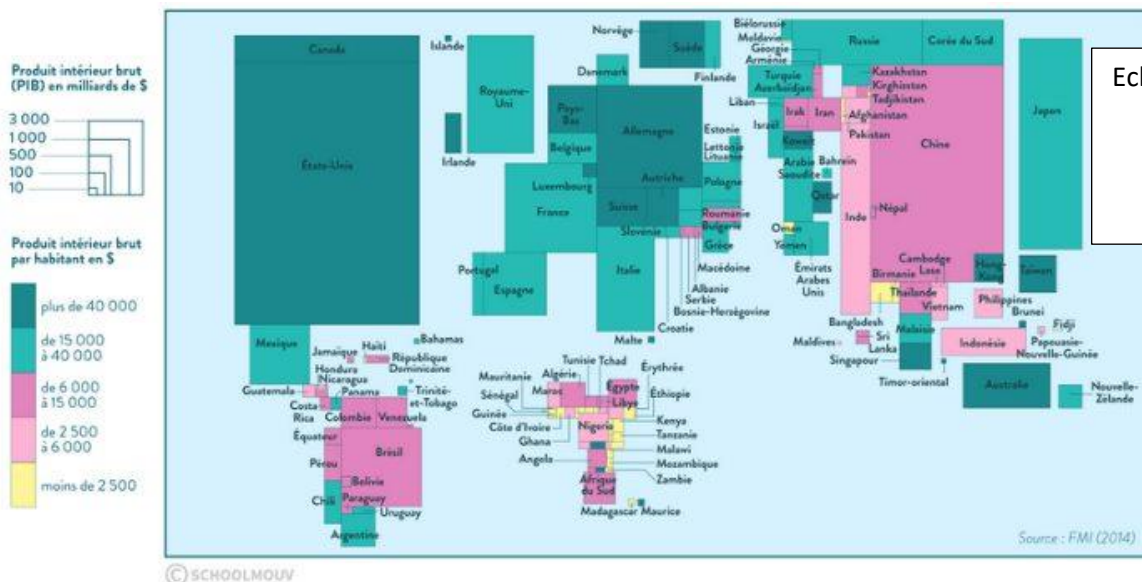 Produit intérieur brut
(PIB) en milliards de $
3 000
1 000
500
100
10
Produit intérieur brut
par habitant en $
plus de 40 000
de 15 000
à 40 000
de 6 000
à 15 000
de 2 500
à 6 000
moins de 2 500
Canada
États-Unis
Mexique
Bahamas
Jamaïque
Haïti
République
Dominicaine
Hondura
Nicaragua
Guatemala
Panama
Trinité-
et-Tobago
Costa
Rica
Colombie
Venezuela
Équateur
Brésil
Pérou
Bolivie
Chili
Paraguay
Uruguay
Argentine
Islande
Royaume-
Uni
Irlande
Norvège
Suède
Finlande
Danemark
Pays-
Bas
Allemagne
Belgique
Estonie
Lettonie
Lituanie
Luxembourg
Autriche
Pologne
France
Suisse
Roumanie
Slovénie
Bulgarie
Grèce
Portugal
Espagne
Italie
Macédoine
Albanie
Serbie
Bosnie-Herségovine
Croatie
Malte
Tunisie
Tchad
Érythrée
Mauritanie
Algérie
Maroc
Egypte
Libye
Éthiopie
Sénégal
Guinée
Côte d'Ivoire
Nigeria
Kenya
Ghana
Tanzanie
Malawi
Angola
Mozambique
Afrique
du Sud
Zambie
Madagascar
Maurice
Biélorussie
Moldavie
Géorgie
Arménie
Russie
Corée du Sud
Turquie
Azerbaïdjan
Kazakhstan
Kirghizstan
Tadjikistan
Afghanistan
Pakistan
Liban
Irak
Iran
Israël
Koweït
Chine
Japon
Arabie
Saoudite
Bahrein
Qatar
Inde
Népal
Oman
Yémen
Émirats
Arabes
Unis
Cambodge
Birmanie
Laos
Hong-
Kong
Taïwan
Thaïlande
Vietnam
Philippines
Brunei
Bangladesh
Malaisie
Fidji
Maldives
Sri
Lanka
Indonésie
Papouasie-
Nouvelle-Guinée
Singapour
Timor-oriental
Australie
Nouvelle-
Zélande
Source : FMI (2014)
© SCHOOLMOUV